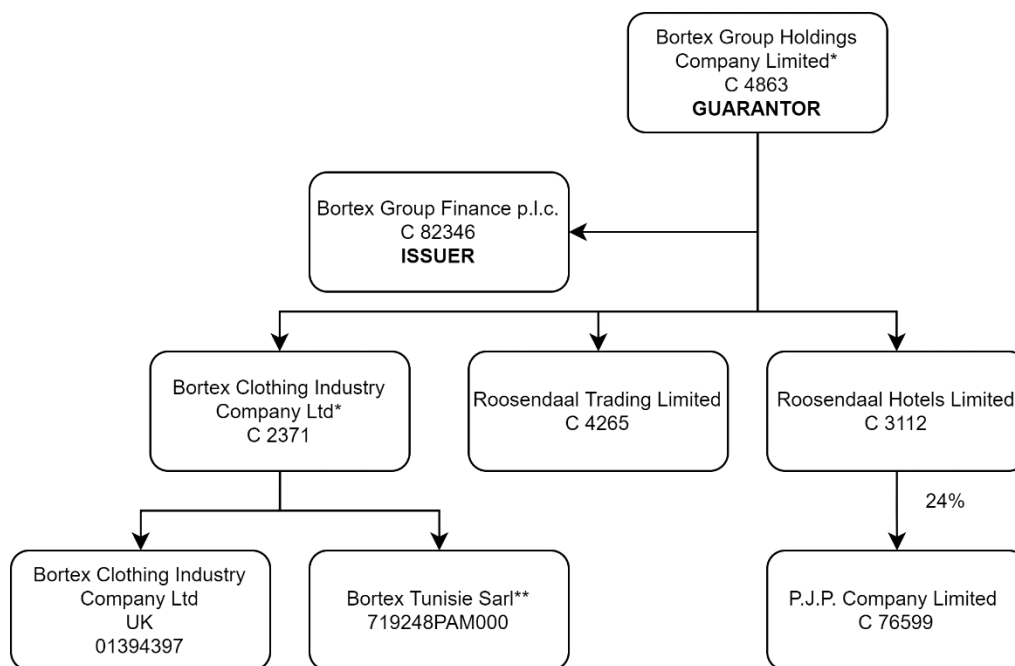 Bortex Group Holdings
Company Limited*
C 4863
GUARANTOR
Bortex Group Finance p.l.c.
C 82346
ISSUER
Bortex Clothing Industry
Company Ltd*
C 2371
Roosendaal Trading Limited
C 4265
Roosendaal Hotels Limited
C 3112
24%
Bortex Clothing Industry
Company Ltd
UK
01394397
Bortex Tunisie Sarl**
719248PAM000
P.J.P. Company Limited
C 76599